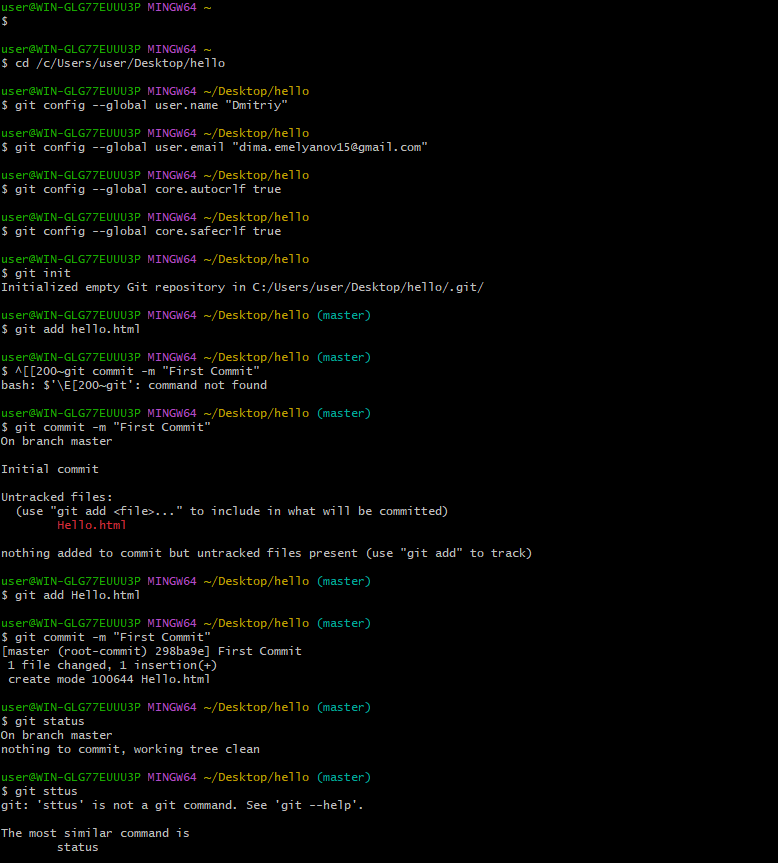 user@WIN-GLG77EUUU3P MINGW64 ~
$
user@WIN-GLG77EUUU3P MINGW64 ~
$ cd /c/Users/user/Desktop/hello
user@WIN-GLG77EUUU3P MINGW64 ~/Desktop/hello
$ git config --global user.name "Dmitriy"
user@WIN-GLG77EUUU3P MINGW64 ~/Desktop/hello
$ git config --global user.email "dima.emelyanov15@gmail.com"
user@WIN-GLG77EUUU3P MINGW64 ~/Desktop/hello
$ git config --global core.autocrlf true
user@WIN-GLG77EUUU3P MINGW64 ~/Desktop/hello
$ git config --global core.safecrlf true
user@WIN-GLG77EUUU3P MINGW64 ~/Desktop/hello
$ git init
Initialized empty Git repository in C:/Users/user/Desktop/hello/.git/
user@WIN-GLG77EUUU3P MINGW64 ~/Desktop/hello (master)
$ git add hello.html
user@WIN-GLG77EUUU3P MINGW64 ~/Desktop/hello (master)
$ ^[[200~git commit -m "First Commit"
bash: $'\E[200~git': command not found
user@WIN-GLG77EUUU3P MINGW64 ~/Desktop/hello (master)
$ git commit -m "First Commit"
On branch master
Initial commit
Untracked files:
(use "git add <file>..." to include in what will be committed)
Hello.html
nothing added to commit but untracked files present (use "git add" to track)
user@WIN-GLG77EUUU3P MINGW64 ~/Desktop/hello (master)
$ git add Hello.html
user@WIN-GLG77EUUU3P MINGW64 ~/Desktop/hello (master)
$ git commit -m "First Commit"
[master (root-commit) 298ba9e] First Commit
1 file changed, 1 insertion(+)
create mode 100644 Hello.html
user@WIN-GLG77EUUU3P MINGW64 ~/Desktop/hello (master)
$ git status
On branch master
nothing to commit, working tree clean
user@WIN-GLG77EUUU3P MINGW64 ~/Desktop/hello (master)
$ git sttus
git: 'sttus' is not a git command. See 'git --help'.
The most similar command is
status